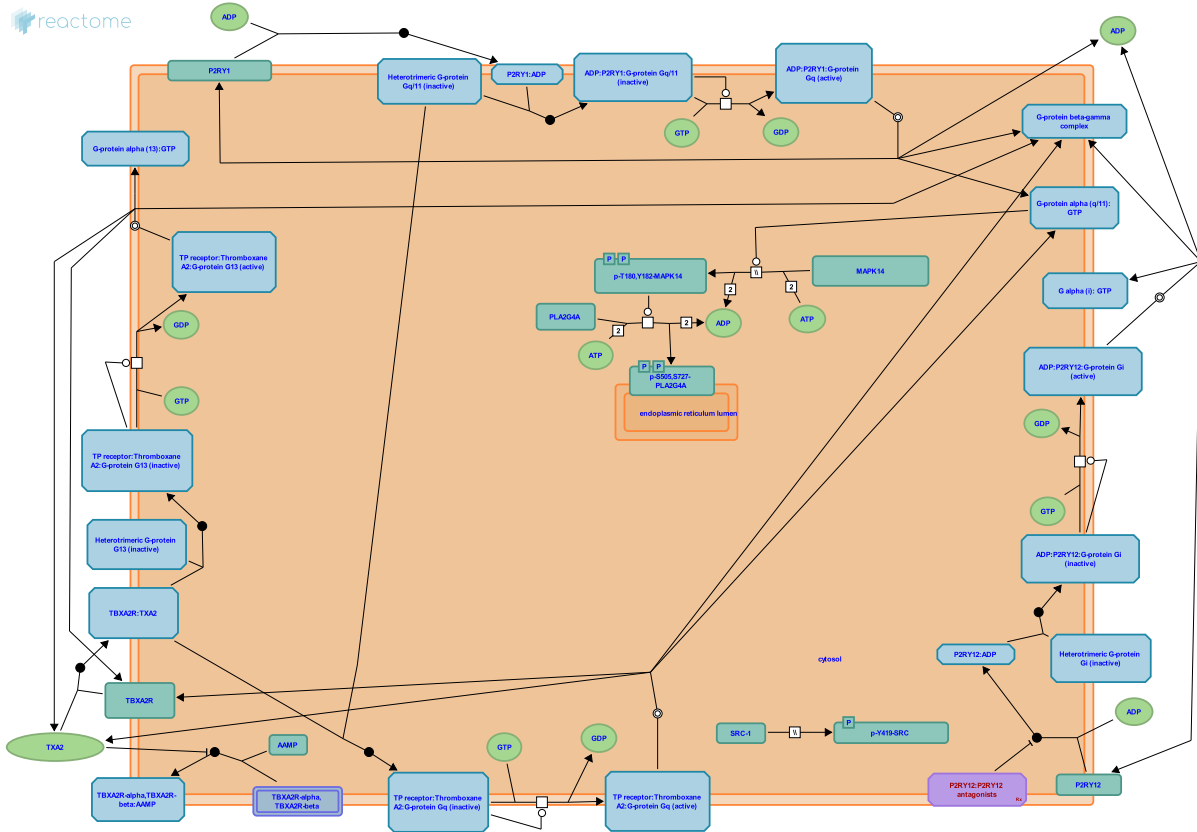 reactome
ADP
ADP
P2RY1
Heterotrimeric G-protein
Gq/11 (inactive)
P2RY1:ADP
ADP:P2RY1:G-protein Gq/11
(inactive)
ADP:P2RY1:G-protein
Gq (active)
GTP
GDP
G-protein beta-gamma
complex
G-protein alpha (13):GTP
G-protein alpha (q/11):
GTP
TP receptor:Thromboxane
A2:G-protein G13 (active)
P
P
p-T180,Y182-MAPK14
\\
MAPK14
2
2
G alpha (i): GTP
GDP
PLA2G4A
2
2
ADP
ATP
ATP
P
P
p-S505,S727-
PLA2G4A
endoplasmic reticulum lumen
ADP:P2RY12:G-protein Gi
(active)
GTP
GDP
TP receptor:Thromboxane
A2:G-protein G13 (inactive)
GTP
Heterotrimeric G-protein
G13 (inactive)
ADP:P2RY12:G-protein Gi
(inactive)
TBXA2R:TXA2
P2RY12:ADP
Heterotrimeric G-protein
Gi (inactive)
cytosol
TBXA2R
ADP
TXA2
AAMP
GTP
GDP
SRC-1
\\
P
p-Y419-SRC
TBXA2R-alpha,TBXA2R-
beta:AAMP
TBXA2R-alpha,
TBXA2R-beta
TP receptor:Thromboxane
A2:G-protein Gq (inactive)
TP receptor:Thromboxane
A2:G-protein Gq (active)
P2RY12:P2RY12
antagonists
Rx
P2RY12